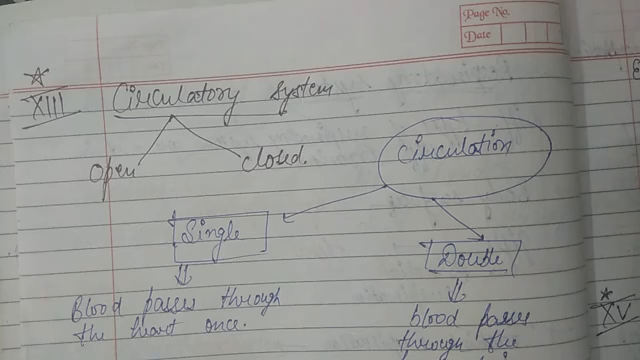 Page No.
Date
XIII Circulatory System
open closed.
Circulation
Single
Double
Blood passes through
the heart once.
blood passes
through the
XV